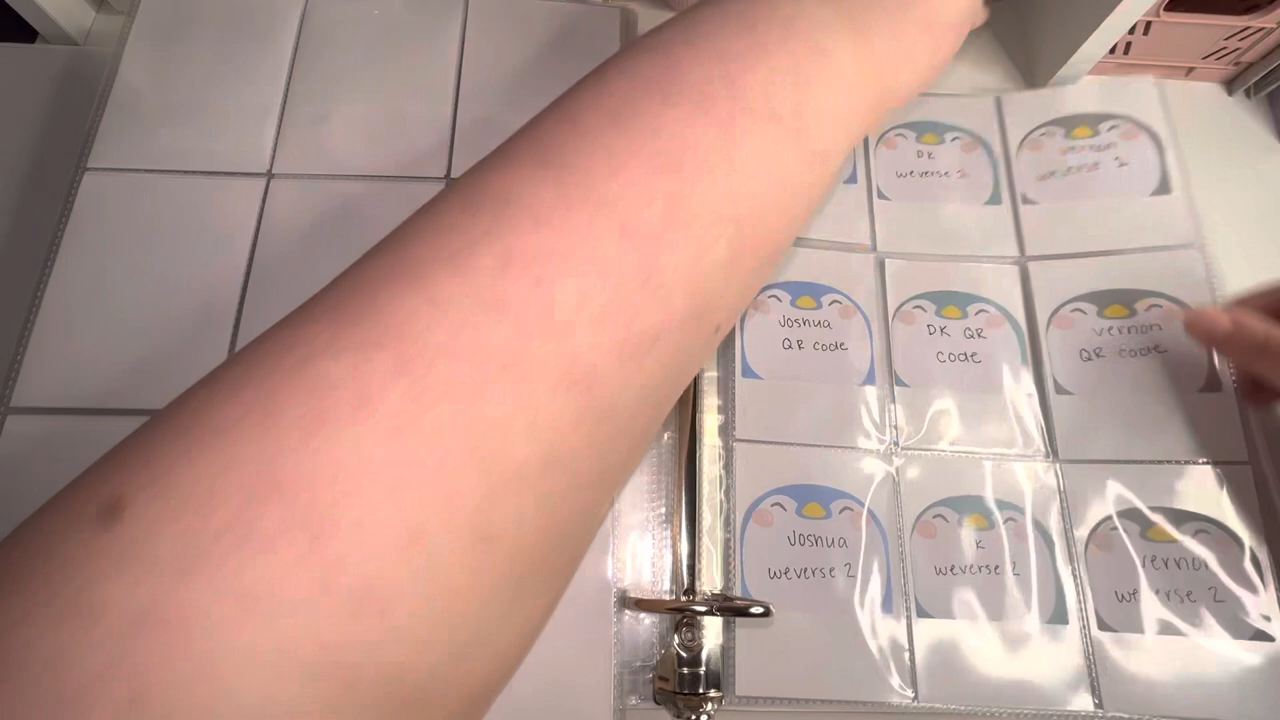 DK
weverse 1
vernon
weverse 1
Joshua
QR code
DK QR
code
vernon
QR code
Joshua
weverse 2
K
weverse 2
verno
weverse 2